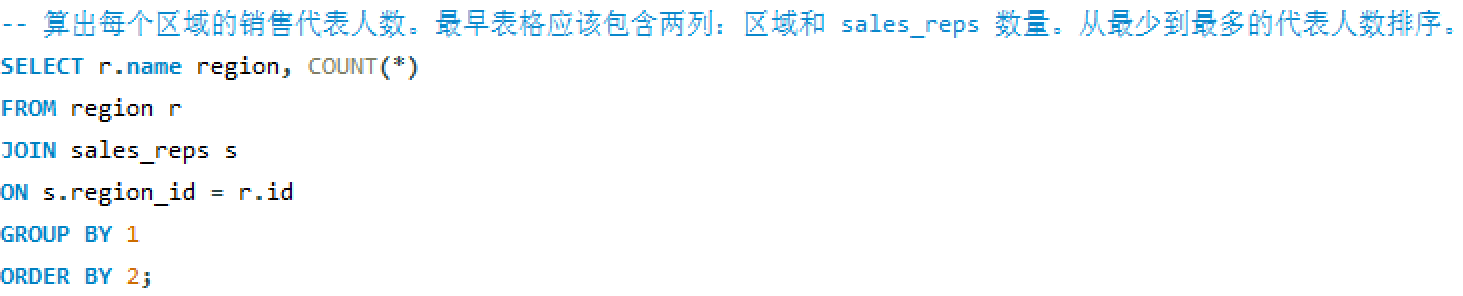 -- 算出每个区域的销售代表人数。最早表格应该包含两列：区域和 sales_reps 数量。从最少到最多的代表人数排序。
SELECT r.name region, COUNT(*)
FROM region r
JOIN sales_reps s
ON s.region_id = r.id
GROUP BY 1
ORDER BY 2;